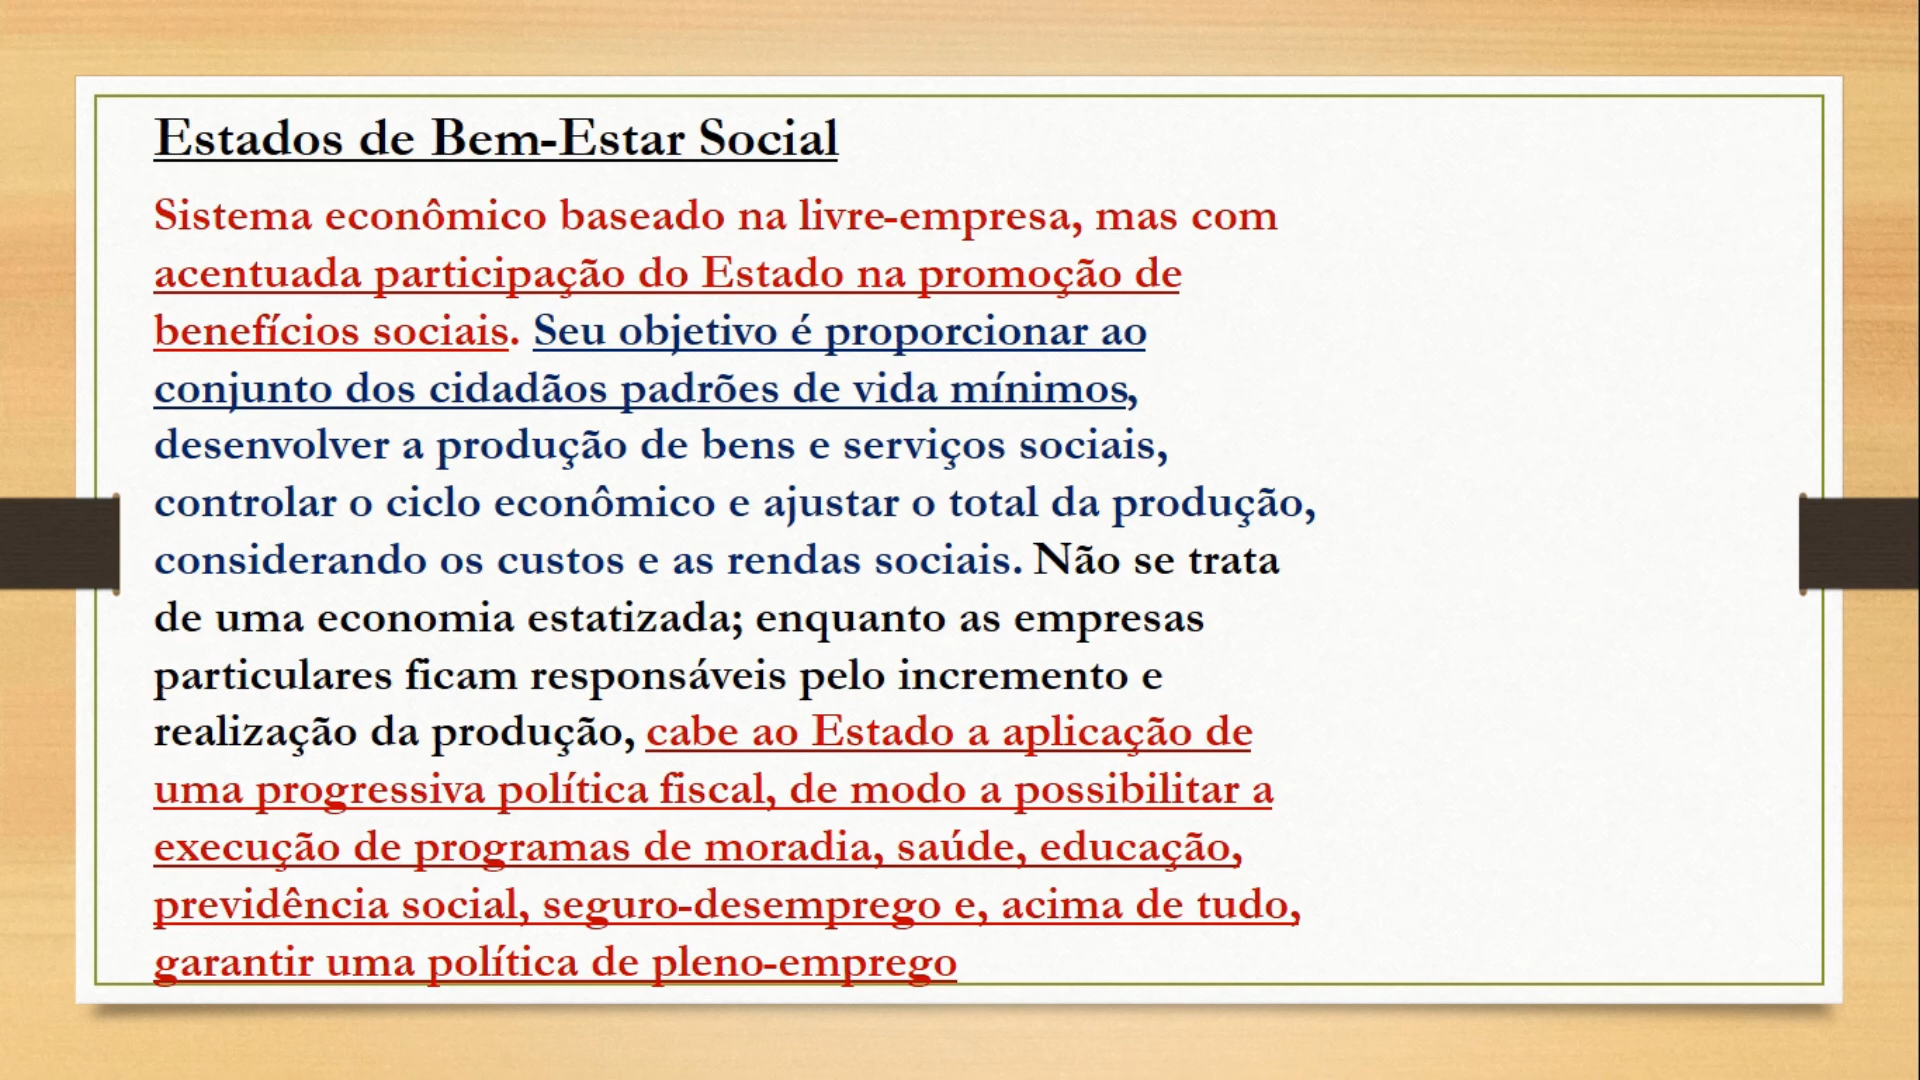 Estados de Bem-Estar Social
Sistema econômico baseado na livre-empresa, mas com
acentuada participação do Estado na promoção de
benefícios sociais. Seu objetivo é proporcionar ao
conjunto dos cidadãos padrões de vida mínimos,
desenvolver a produção de bens e serviços sociais,
controlar o ciclo econômico e ajustar o total da produção,
considerando os custos e as rendas sociais. Não se trata
de uma economia estatizada; enquanto as empresas
particulares ficam responsáveis pelo incremento e
realização da produção, cabe ao Estado a aplicação de
uma progressiva política fiscal, de modo a possibilitar a
execução de programas de moradia, saúde, educação,
previdência social, seguro-desemprego e, acima de tudo,
garantir uma política de pleno-emprego